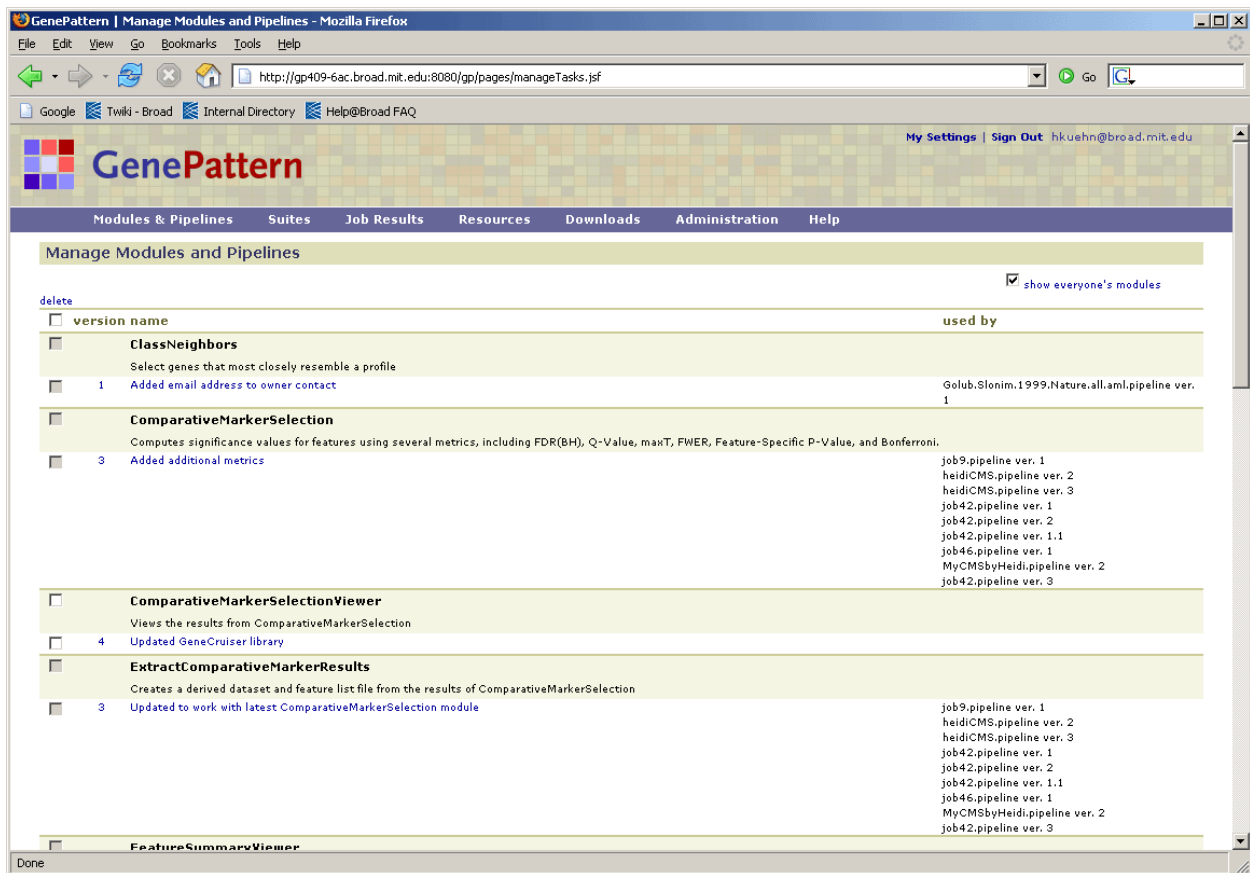 GenePattern | Manage Modules and Pipelines - Mozilla Firefox
File Edit View Go Bookmarks Tools Help
http://gp409-6ac.broad.mit.edu:8080/gp/pages/manageTasks.jsf Go G
Google Twiki - Broad Internal Directory Help@Broad FAQ
My Settings | Sign Out hkuehn@broad.mit.edu
GenePattern
Modules & Pipelines Suites Job Results Resources Downloads Administration Help
Manage Modules and Pipelines
show everyone's modules
delete
version name used by
ClassNeighbors
Select genes that most closely resemble a profile
1 Added email address to owner contact Golub.Slonim.1999.Nature.all.aml.pipeline ver.
1
ComparativeMarkerSelection
Computes significance values for features using several metrics, including FDR(BH), Q-Value, maxT, FWER, Feature-Specific P-Value, and Bonferroni.
3 Added additional metrics job9.pipeline ver. 1
heidiCMS.pipeline ver. 2
heidiCMS.pipeline ver. 3
job42.pipeline ver. 1
job42.pipeline ver. 2
job42.pipeline ver. 1.1
job46.pipeline ver. 1
MyCMSbyHeidi.pipeline ver. 2
job42.pipeline ver. 3
ComparativeMarkerSelectionViewer
Views the results from ComparativeMarkerSelection
4 Updated GeneCruiser library
ExtractComparativeMarkerResults
Creates a derived dataset and feature list file from the results of ComparativeMarkerSelection
3 Updated to work with latest ComparativeMarkerSelection module job9.pipeline ver. 1
heidiCMS.pipeline ver. 2
heidiCMS.pipeline ver. 3
job42.pipeline ver. 1
job42.pipeline ver. 2
job42.pipeline ver. 1.1
job46.pipeline ver. 1
MyCMSbyHeidi.pipeline ver. 2
job42.pipeline ver. 3
FeatureSummaryViewer
Done